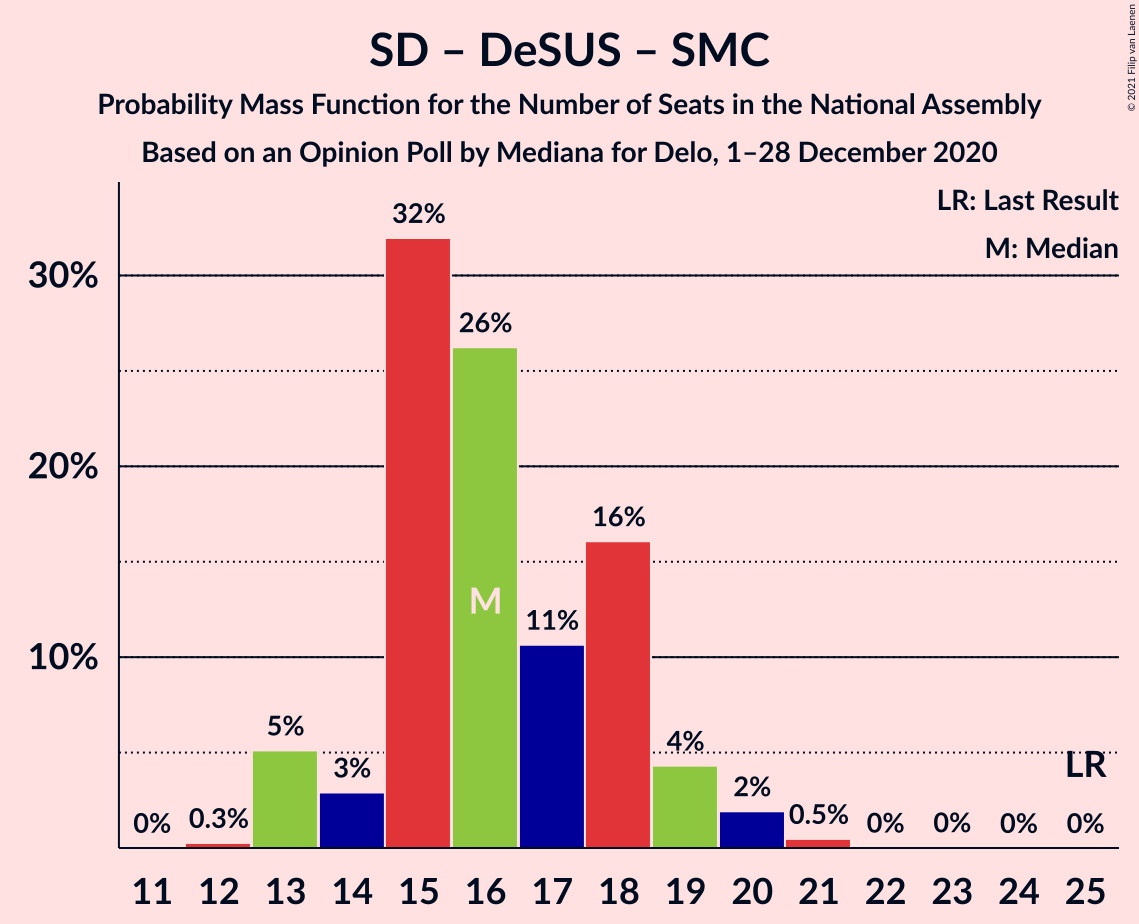 SD – DeSUS – SMC
Probability Mass Function for the Number of Seats in the National Assembly
Based on an Opinion Poll by Mediana for Delo, 1–28 December 2020
© 2021 Filip van Laenen
LR: Last Result
M: Median
30%
20%
10%
0%
0.3%
5%
3%
32%
26%
11%
16%
4%
2%
0.5%
0%
0%
0%
0%
M
LR
11 12 13 14 15 16 17 18 19 20 21 22 23 24 25